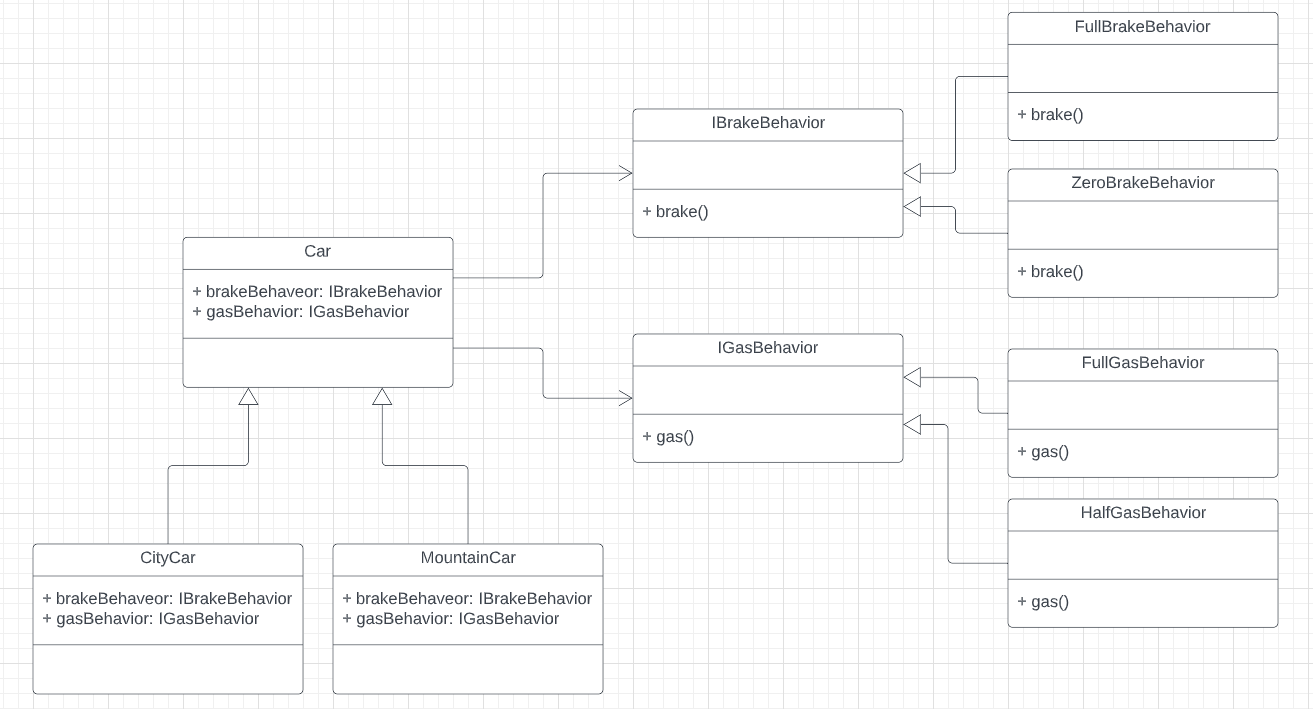 FullBrakeBehavior
+ brake()
IBrakeBehavior
+ brake()
ZeroBrakeBehavior
+ brake()
Car
+ brakeBehaveor: IBrakeBehavior
+ gasBehavior: IGasBehavior
IGasBehavior
+ gas()
FullGasBehavior
+ gas()
HalfGasBehavior
+ gas()
CityCar
+ brakeBehaveor: IBrakeBehavior
+ gasBehavior: IGasBehavior
MountainCar
+ brakeBehaveor: IBrakeBehavior
+ gasBehavior: IGasBehavior